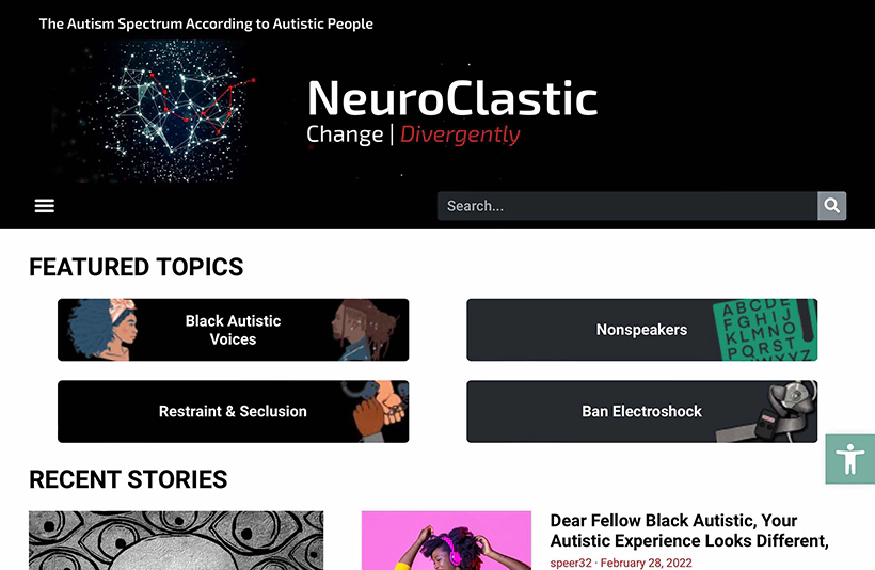 The Autism Spectrum According to Autistic People
NeuroClastic
Change | Divergently
Search...
FEATURED TOPICS
Black Autistic
Voices
Nonspeakers
ABCDE
FGHIJ
KLMNO
PQRST
Restraint & Seclusion
Ban Electroshock
RECENT STORIES
Dear Fellow Black Autistic, Your
Autistic Experience Looks Different,
speer32 · February 28, 2022